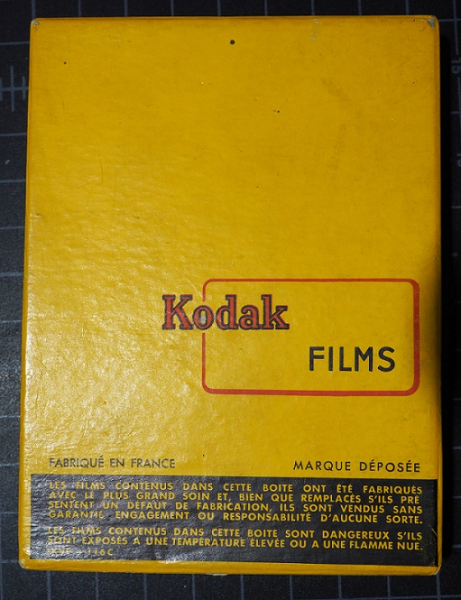 Kodak
FILMS
FABRIQUÉ EN FRANCE
MARQUE DÉPOSÉE
LES FILMS CONTENUS DANS CETTE BOITE ONT ÉTÉ FABRIQUÉS
AVEC LE PLUS GRAND SOIN ET, BIEN QUE REMPLACÉS S'ILS PRÉ
SENTENT UN DÉFAUT DE FABRICATION, ILS SONT VENDUS SANS
GARANTIE, ENGAGEMENT OU RESPONSABILITÉ D'AUCUNE SORTE.
LES FILMS CONTENUS DANS CETTE BOITE SONT DANGEREUX S'ILS
SONT EXPOSÉS A UNE TEMPÉRATURE ÉLEVÉE OU A UNE FLAMME NUE.